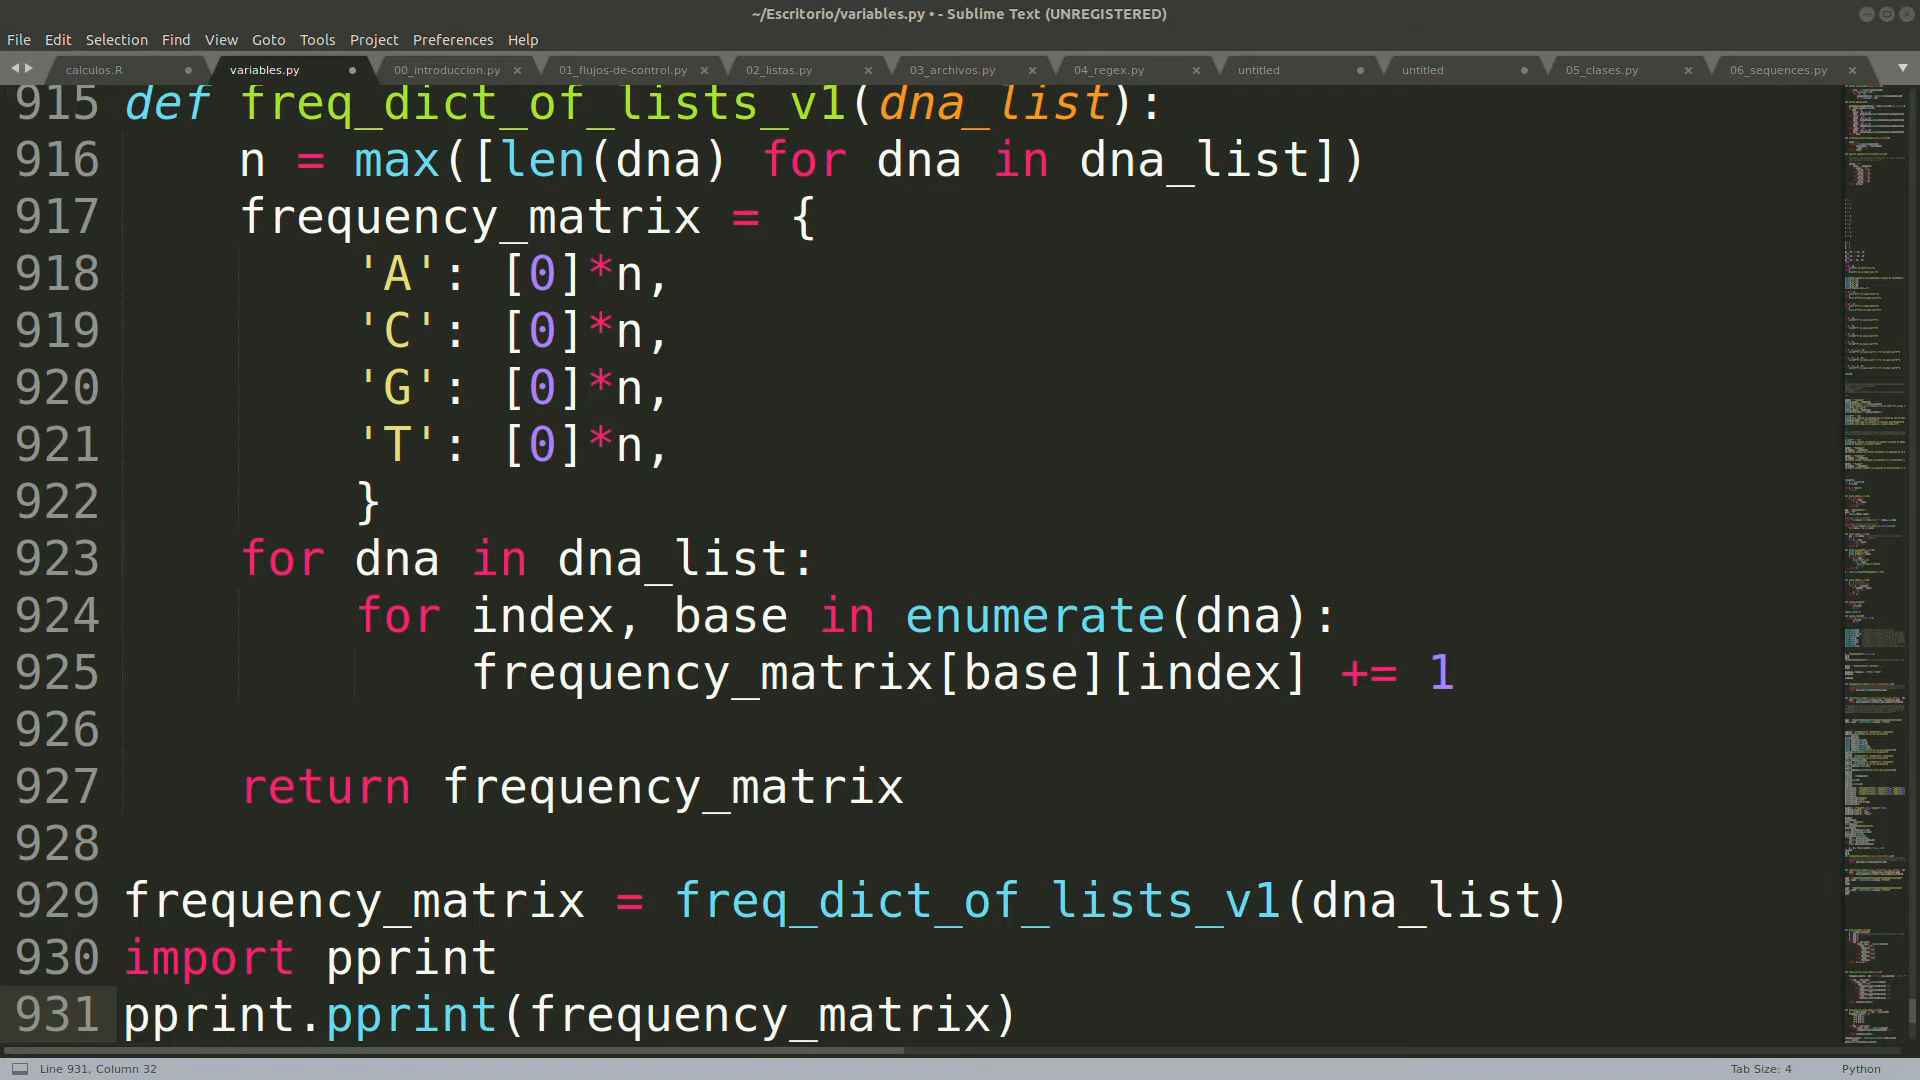 ~/Escritorio/variables.py • - Sublime Text (UNREGISTERED)
File Edit Selection Find View Goto Tools Project Preferences Help
calculos.R variables.py 00_introduccion.py 01_flujos-de-control.py 02_listas.py 03_archivos.py 04_regex.py untitled untitled 05_clases.py 06_sequences.py
915 def freq_dict_of_lists_v1(dna_list):
916     n = max([len(dna) for dna in dna_list])
917     frequency_matrix = {
918         'A': [0]*n,
919         'C': [0]*n,
920         'G': [0]*n,
921         'T': [0]*n,
922         }
923     for dna in dna_list:
924         for index, base in enumerate(dna):
925             frequency_matrix[base][index] += 1
926
927     return frequency_matrix
928
929 frequency_matrix = freq_dict_of_lists_v1(dna_list)
930 import pprint
931 pprint.pprint(frequency_matrix)
Line 931, Column 32 Tab Size: 4 Python